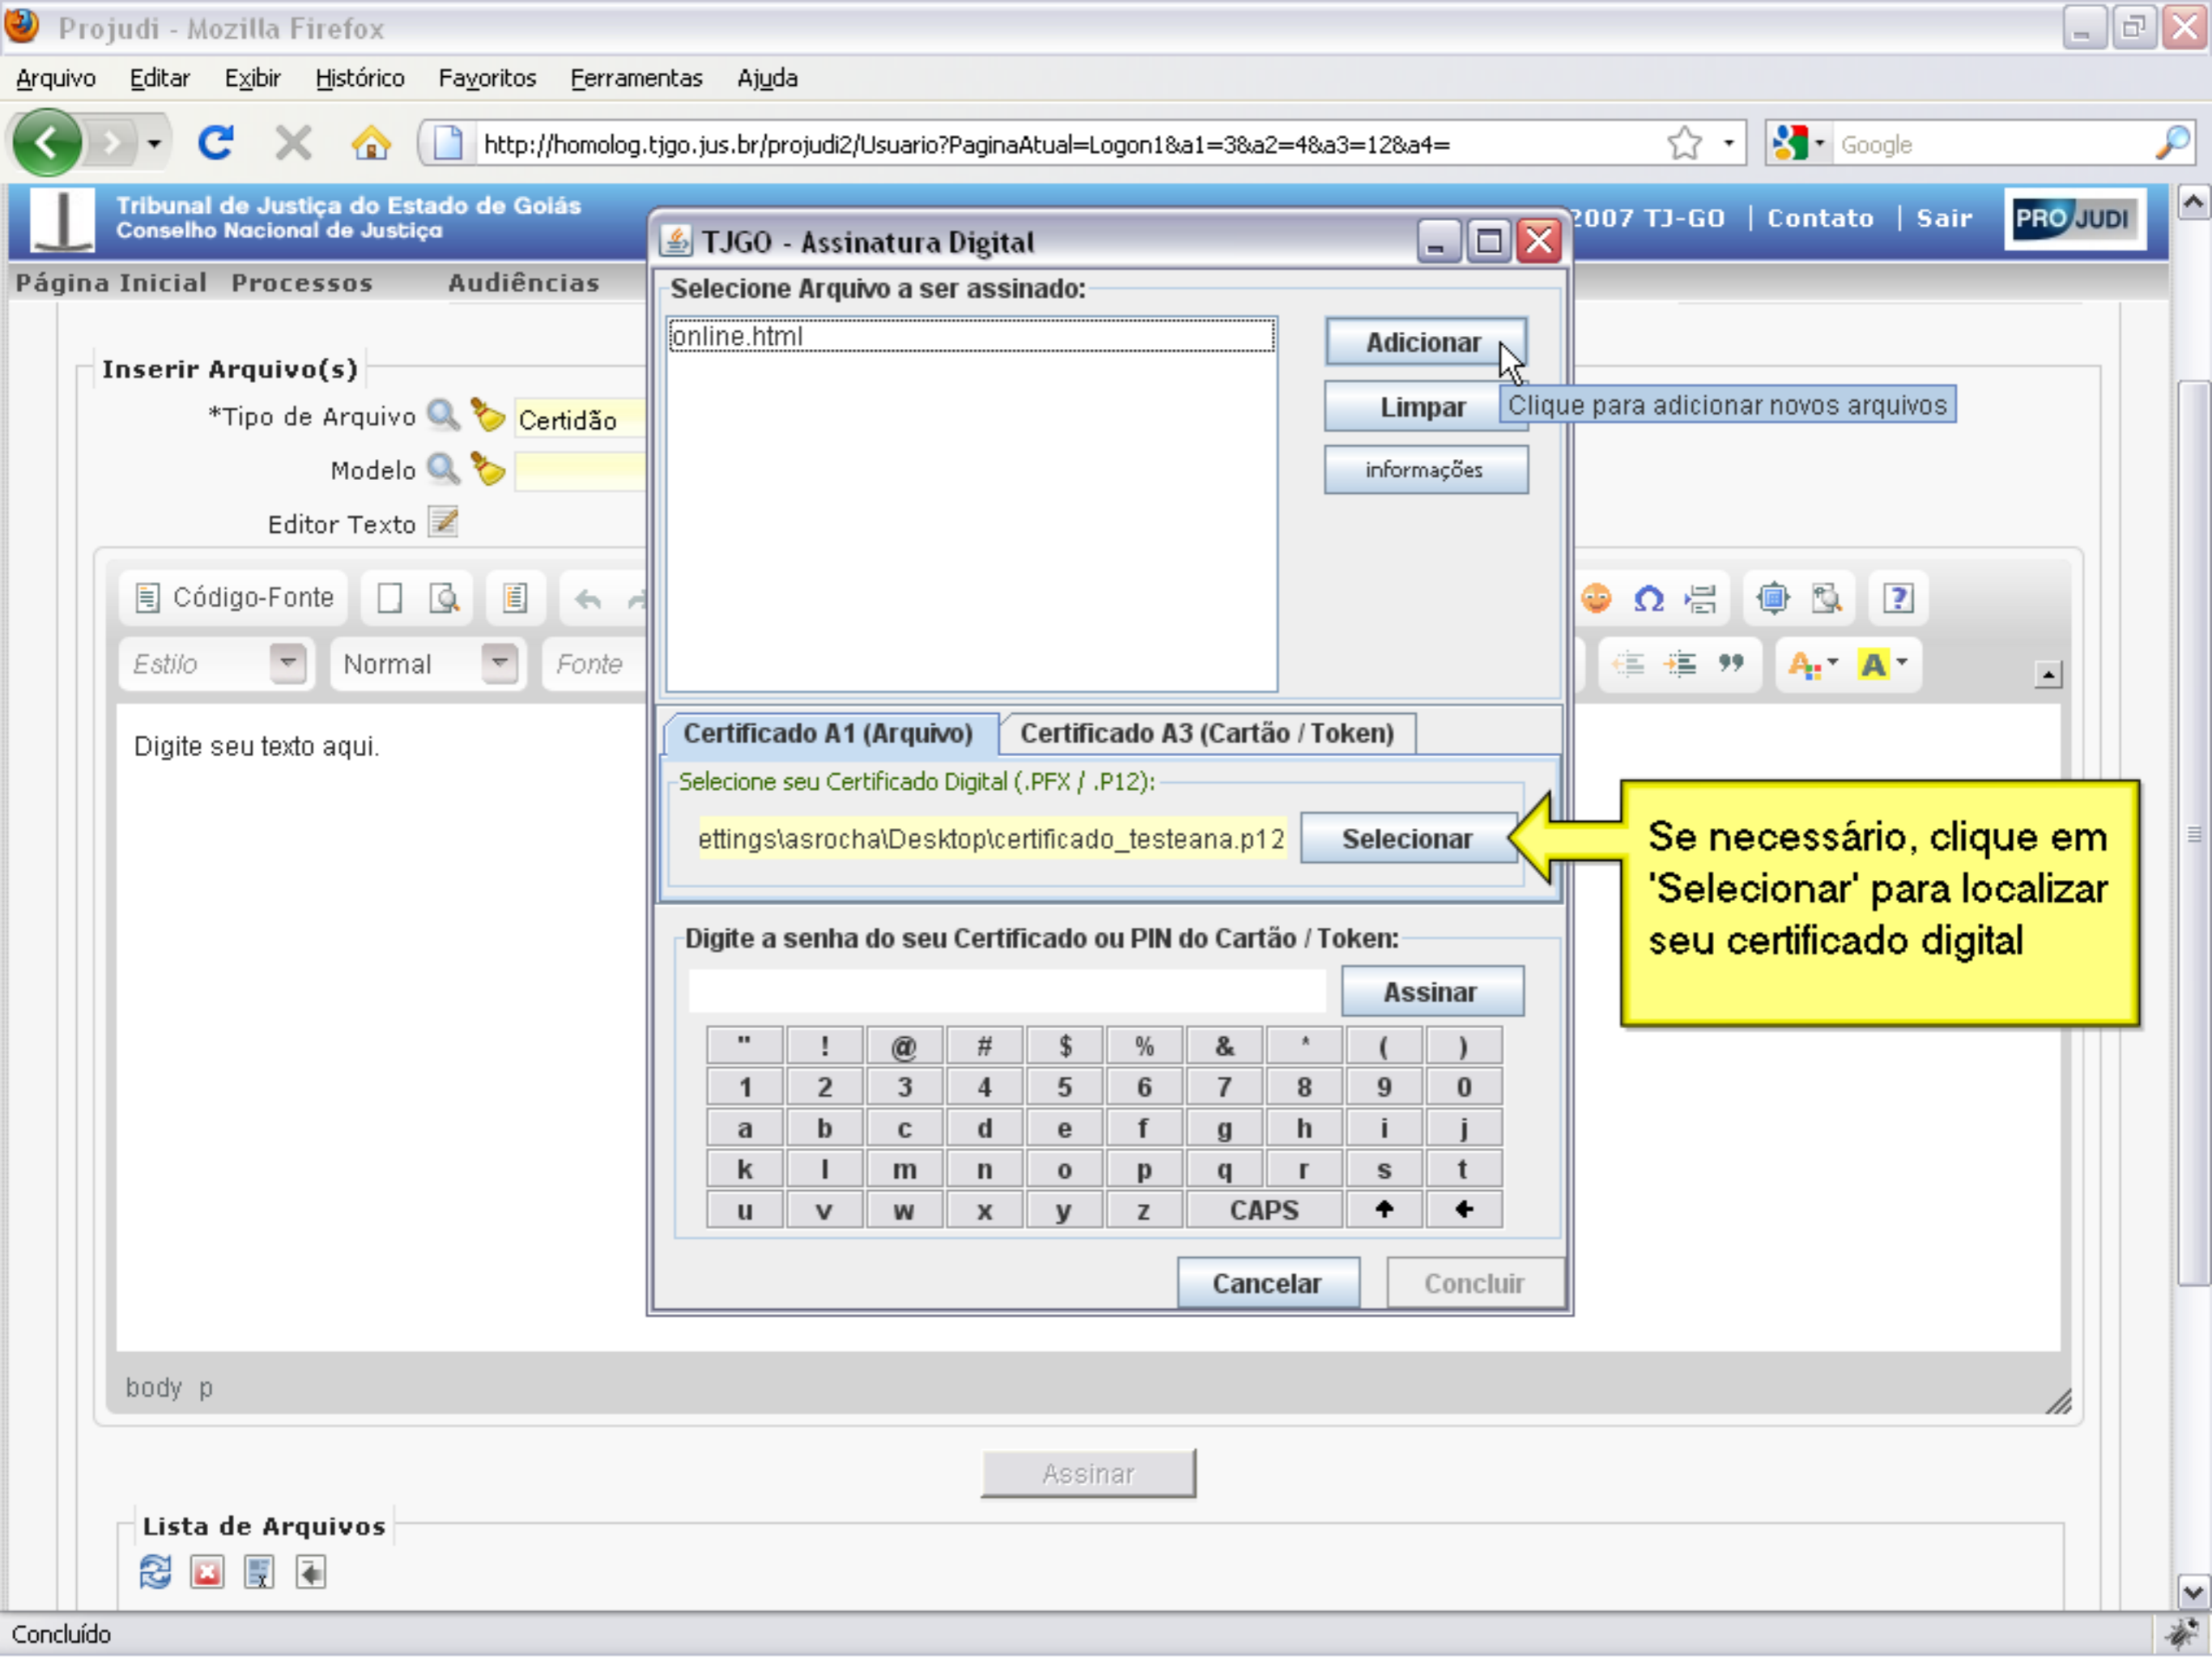 Projudi - Mozilla Firefox
Arquivo Editar Exibir Histórico Favoritos Ferramentas Ajuda
http://homolog.tjgo.jus.br/projudi2/Usuario?PaginaAtual=Logon1&a1=3&a2=4&a3=12&a4=
Google
Tribunal de Justiça do Estado de Goiás
Conselho Nacional de Justiça
2007 TJ-GO | Contato | Sair
PROJUDI
Página Inicial Processos Audiências
TJGO - Assinatura Digital
Selecione Arquivo a ser assinado:
online.html
Adicionar
Limpar
Clique para adicionar novos arquivos
informações
Inserir Arquivo(s)
*Tipo de Arquivo Certidão
Modelo
Editor Texto
Código-Fonte
Estilo Normal Fonte
Digite seu texto aqui.
Certificado A1 (Arquivo) Certificado A3 (Cartão / Token)
Selecione seu Certificado Digital (.PFX / .P12):
ettings\asrocha\Desktop\certificado_testeana.p12 Selecionar
Se necessário, clique em
'Selecionar' para localizar
seu certificado digital
Digite a senha do seu Certificado ou PIN do Cartão / Token:
Assinar
" ! @ # $ % & * ( )
1 2 3 4 5 6 7 8 9 0
a b c d e f g h i j
k l m n o p q r s t
u v w x y z CAPS
Cancelar Concluir
body p
Assinar
Lista de Arquivos
Concluído